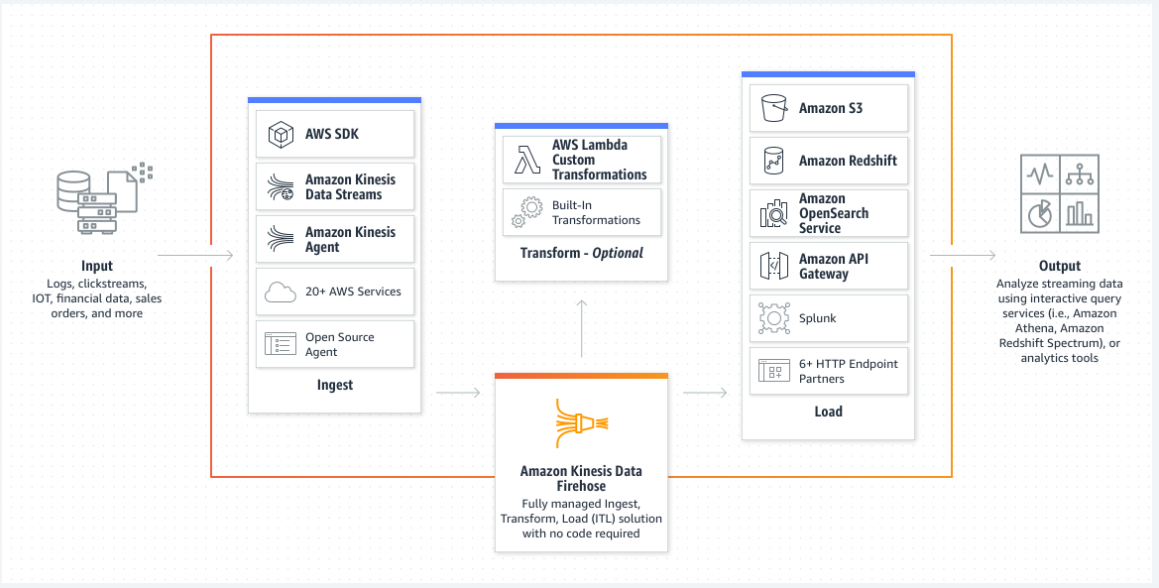 Input
Logs, clickstreams,
IOT, financial data, sales
orders, and more
AWS SDK
Amazon Kinesis
Data Streams
Amazon Kinesis
Agent
20+ AWS Services
Open Source
Agent
Ingest
AWS Lambda
Custom
Transformations
Built-In
Transformations
Transform - Optional
Amazon Kinesis Data
Firehose
Fully managed Ingest,
Transform, Load (ITL) solution
with no code required
Amazon S3
Amazon Redshift
Amazon
OpenSearch
Service
Amazon API
Gateway
Splunk
6+ HTTP Endpoint
Partners
Load
Output
Analyze streaming data
using interactive query
services (i.e., Amazon
Athena, Amazon
Redshift Spectrum), or
analytics tools